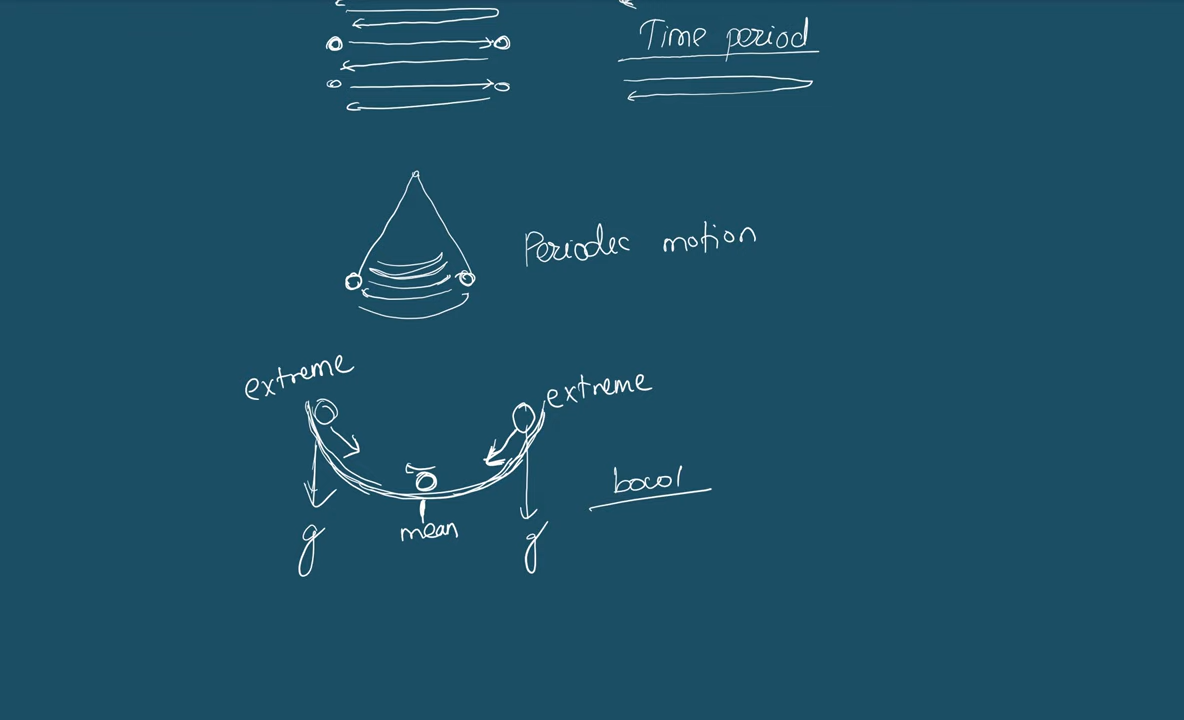 Time period
Periodic motion
extreme
extreme
bowl
mean
g
g